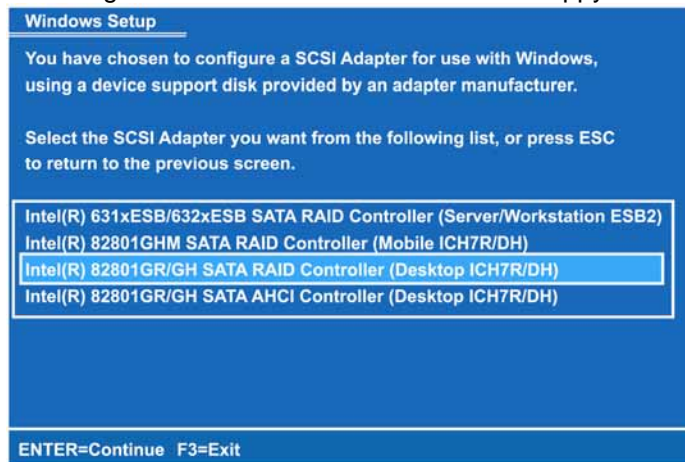 Windows Setup
You have chosen to configure a SCSI Adapter for use with Windows,
using a device support disk provided by an adapter manufacturer.
Select the SCSI Adapter you want from the following list, or press ESC
to return to the previous screen.
Intel(R) 631xESB/632xESB SATA RAID Controller (Server/Workstation ESB2)
Intel(R) 82801GHM SATA RAID Controller (Mobile ICH7R/DH)
Intel(R) 82801GR/GH SATA RAID Controller (Desktop ICH7R/DH)
Intel(R) 82801GR/GH SATA AHCI Controller (Desktop ICH7R/DH)
ENTER=Continue F3=Exit